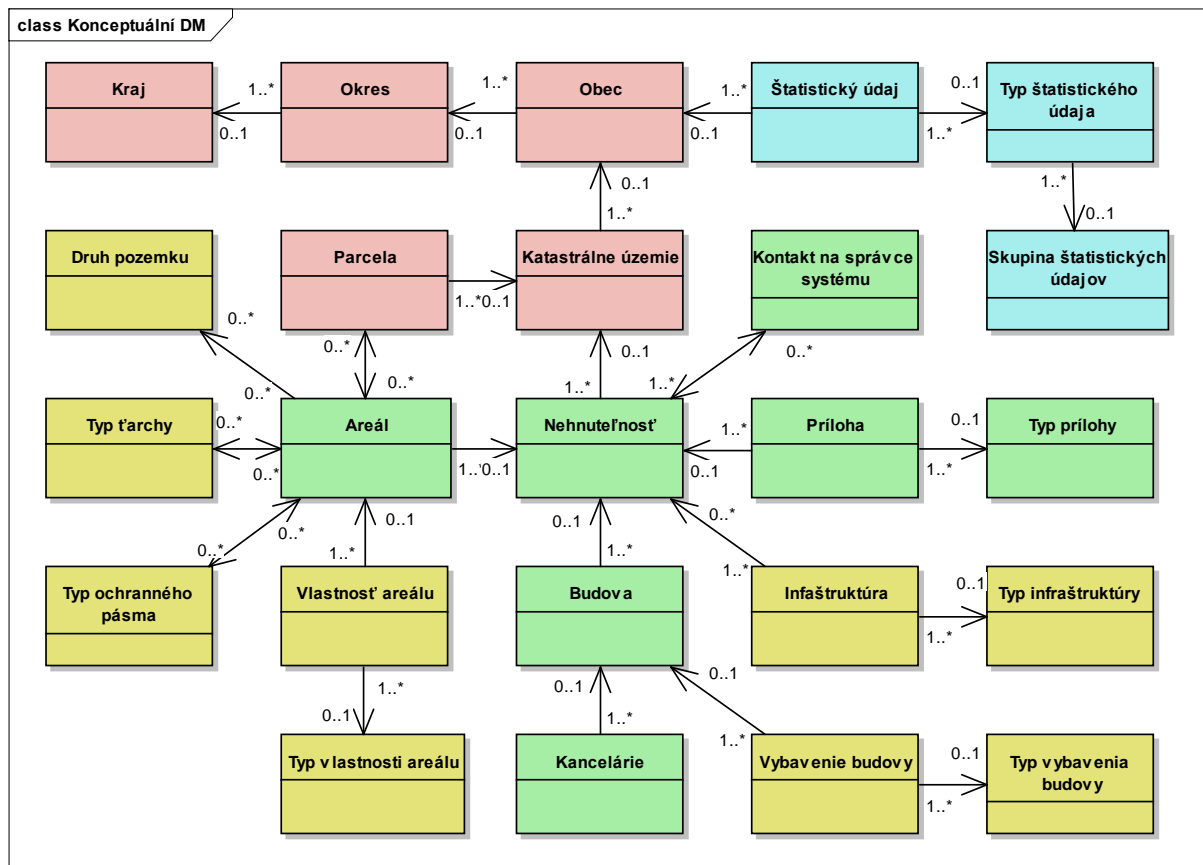 class Konceptuální DM
Kraj
Okres
Obec
Štatistický údaj
Typ štatistického
údaja
1..*
0..1
1..*
0..1
1..*
0..1
0..1
1..*
1..*
0..1
0..1
1..*
Druh pozemku
Parcela
Katastrálne územie
Kontakt na správce
systému
Skupina štatistických
údajov
1..*
0..1
0..*
0..*
0..*
0..*
0..1
1..*
0..*
1..*
Typ ťarchy
Areál
Nehnuteľnosť
Príloha
Typ prílohy
0..*
0..*
1..*
0..1
1..*
0..1
0..1
1..*
0..*
0..*
0..1
1..*
0..1
1..*
0..*
1..*
Typ ochranného
pásma
Vlastnosť areálu
Budova
Infaštruktúra
Typ infraštruktúry
0..1
1..*
1..*
0..1
0..1
1..*
0..1
1..*
Typ vlastnosti areálu
Kancelárie
Vybavenie budovy
Typ vybavenia
budovy
0..1
1..*